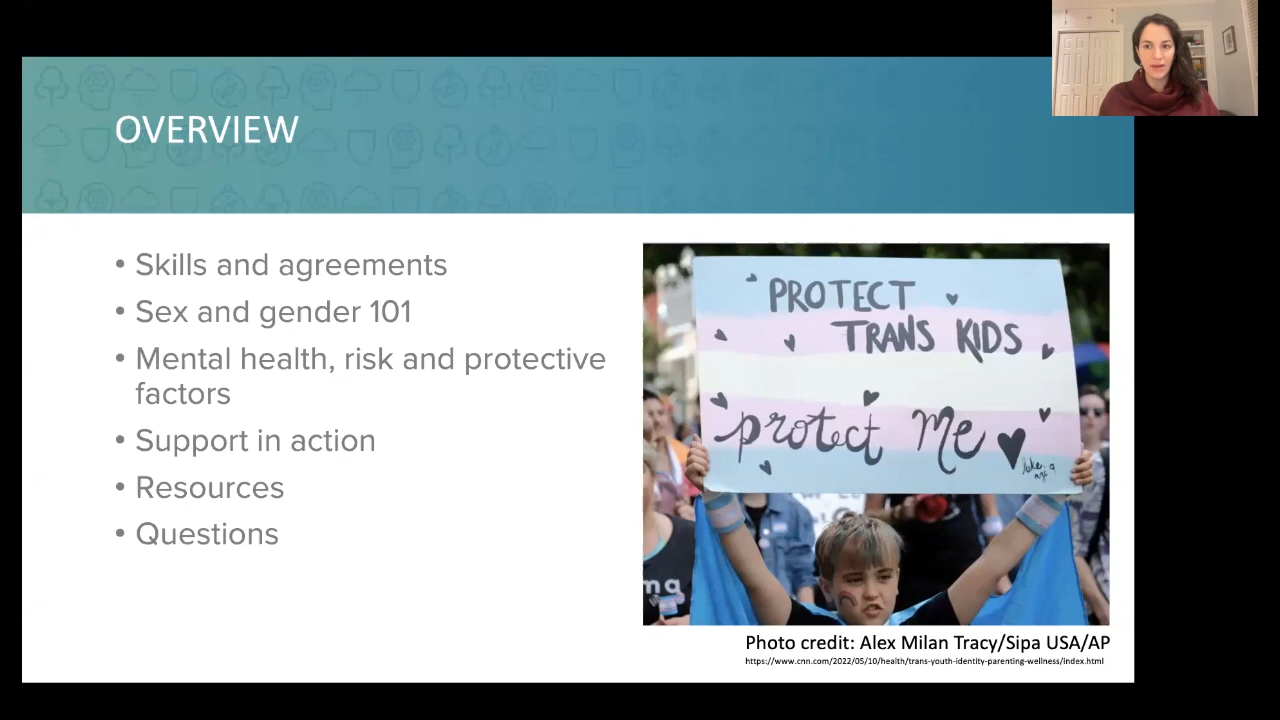 OVERVIEW
• Skills and agreements
• Sex and gender 101
• Mental health, risk and protective
factors
• Support in action
• Resources
• Questions
PROTECT
TRANS KIDS
protect Me
Photo credit: Alex Milan Tracy/Sipa USA/AP
https://www.cnn.com/2022/05/10/health/trans-youth-identity-parenting-wellness/index.html